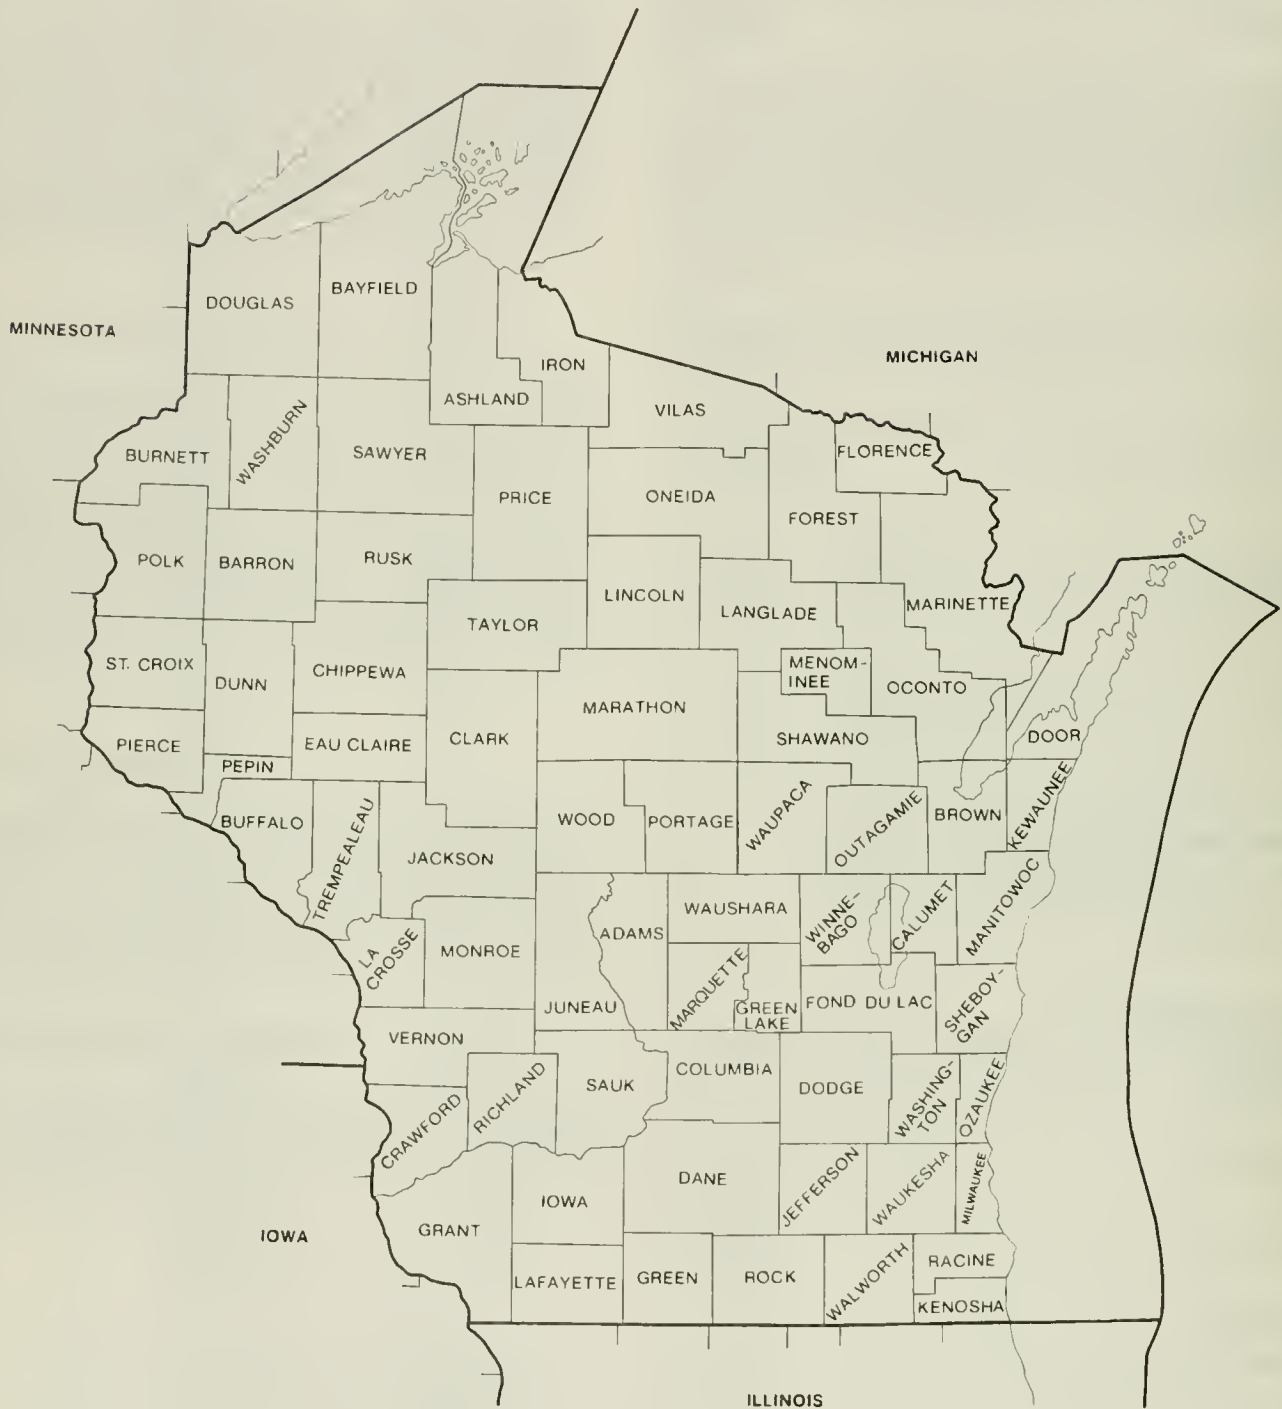 DOUGLAS
BAYFIELD
MINNESOTA
MICHIGAN
IRON
ASHLAND
VILAS
WASHBURN
BURNETT
SAWYER
FLORENCE
PRICE
ONEIDA
FOREST
POLK
BARRON
RUSK
LINCOLN
LANGLADE
MARINETTE
TAYLOR
ST. CROIX
DUNN
CHIPPEWA
MENOM-
INEE
OCONTO
MARATHON
PIERCE
EAU CLAIRE
CLARK
SHAWANO
DOOR
PEPIN
BUFFALO
TREMPEALEAU
WOOD
PORTAGE
WAUPACA
OUTAGAMIE
BROWN
KEWAUNEE
JACKSON
WAUSHARA
WINNE-
BAGO
CALUMET
MANITOWOC
ADAMS
LA
CROSSE
MONROE
JUNEAU
MARQUETTE
GREEN
LAKE
FOND DU LAC
SHEBOY-
GAN
VERNON
RICHLAND
SAUK
COLUMBIA
DODGE
WASHING-
TON
OZAUKEE
CRAWFORD
DANE
JEFFERSON
WAUKESHA
MILWAUKEE
IOWA
GRANT
IOWA
LAFAYETTE
GREEN
ROCK
WALWORTH
RACINE
KENOSHA
ILLINOIS